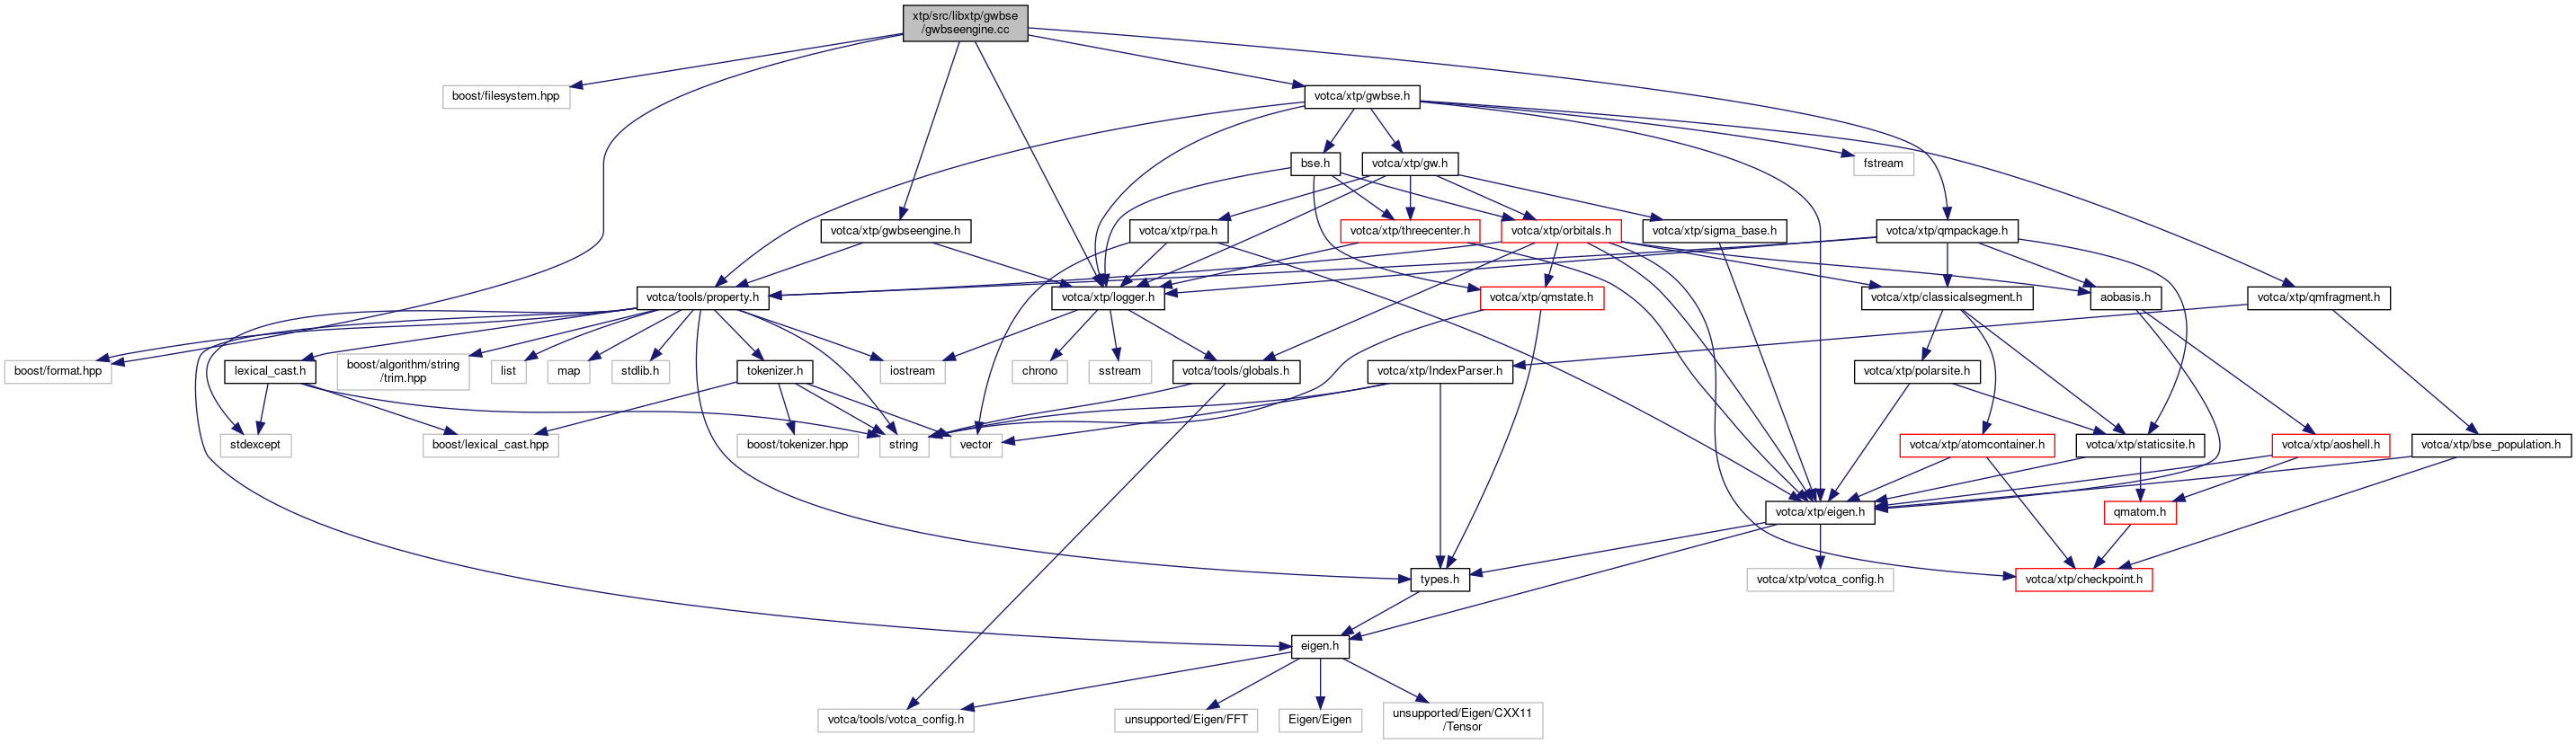 xtp/src/libxtp/gwbse
/gwbseengine.cc
boost/filesystem.hpp
votca/xtp/gwbse.h
bse.h
votca/xtp/gw.h
fstream
votca/xtp/gwbseengine.h
votca/xtp/rpa.h
votca/xtp/threecenter.h
votca/xtp/orbitals.h
votca/xtp/sigma_base.h
votca/xtp/qmpackage.h
votca/tools/property.h
votca/xtp/logger.h
votca/xtp/qmstate.h
votca/xtp/classicalsegment.h
aobasis.h
votca/xtp/qmfragment.h
boost/format.hpp
lexical_cast.h
boost/algorithm/string
/trim.hpp
list
map
stdlib.h
tokenizer.h
iostream
chrono
sstream
votca/tools/globals.h
votca/xtp/IndexParser.h
votca/xtp/polarsite.h
stdexcept
boost/lexical_cast.hpp
boost/tokenizer.hpp
string
vector
votca/xtp/atomcontainer.h
votca/xtp/staticsite.h
votca/xtp/aoshell.h
votca/xtp/bse_population.h
votca/xtp/eigen.h
qmatom.h
types.h
votca/xtp/votca_config.h
votca/xtp/checkpoint.h
eigen.h
votca/tools/votca_config.h
unsupported/Eigen/FFT
Eigen/Eigen
unsupported/Eigen/CXX11
/Tensor